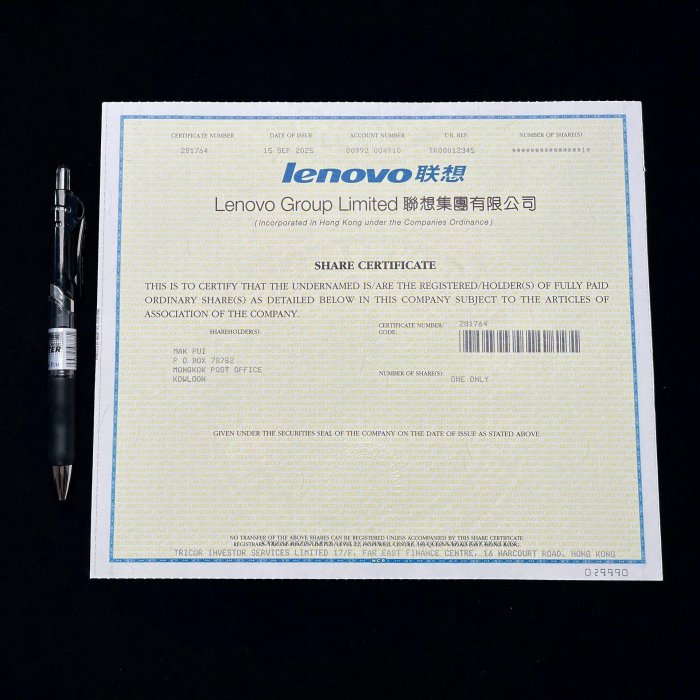 CERTIFICATE NUMBER DATE OF ISSUE ACCOUNT NUMBER T/R. REF. NUMBER OF SHARE(S)
281764 15 SEP 2025 00992 004910 TR00012345 ****************1*
lenovo联想
Lenovo Group Limited 聯想集團有限公司
(Incorporated in Hong Kong under the Companies Ordinance)
SHARE CERTIFICATE
THIS IS TO CERTIFY THAT THE UNDERNAMED IS/ARE THE REGISTERED/HOLDER(S) OF FULLY PAID
ORDINARY SHARE(S) AS DETAILED BELOW IN THIS COMPANY SUBJECT TO THE ARTICLES OF
ASSOCIATION OF THE COMPANY.
SHAREHOLDER(S):
MAK PUI
P O BOX 78782
MONGKOK POST OFFICE
KOWLOON
CERTIFICATE NUMBER/
CODE:
281764
NUMBER OF SHARE(S):
ONE ONLY
GIVEN UNDER THE SECURITIES SEAL OF THE COMPANY ON THE DATE OF ISSUE AS STATED ABOVE.
NO TRANSFER OF THE ABOVE SHARES CAN BE REGISTERED UNLESS ACCOMPANIED BY THIS SHARE CERTIFICATE.
TRICOR INVESTOR SERVICES LIMITED 17/F, FAR EAST FINANCE CENTRE, 16 HARCOURT ROAD, HONG KONG
NCP
029990